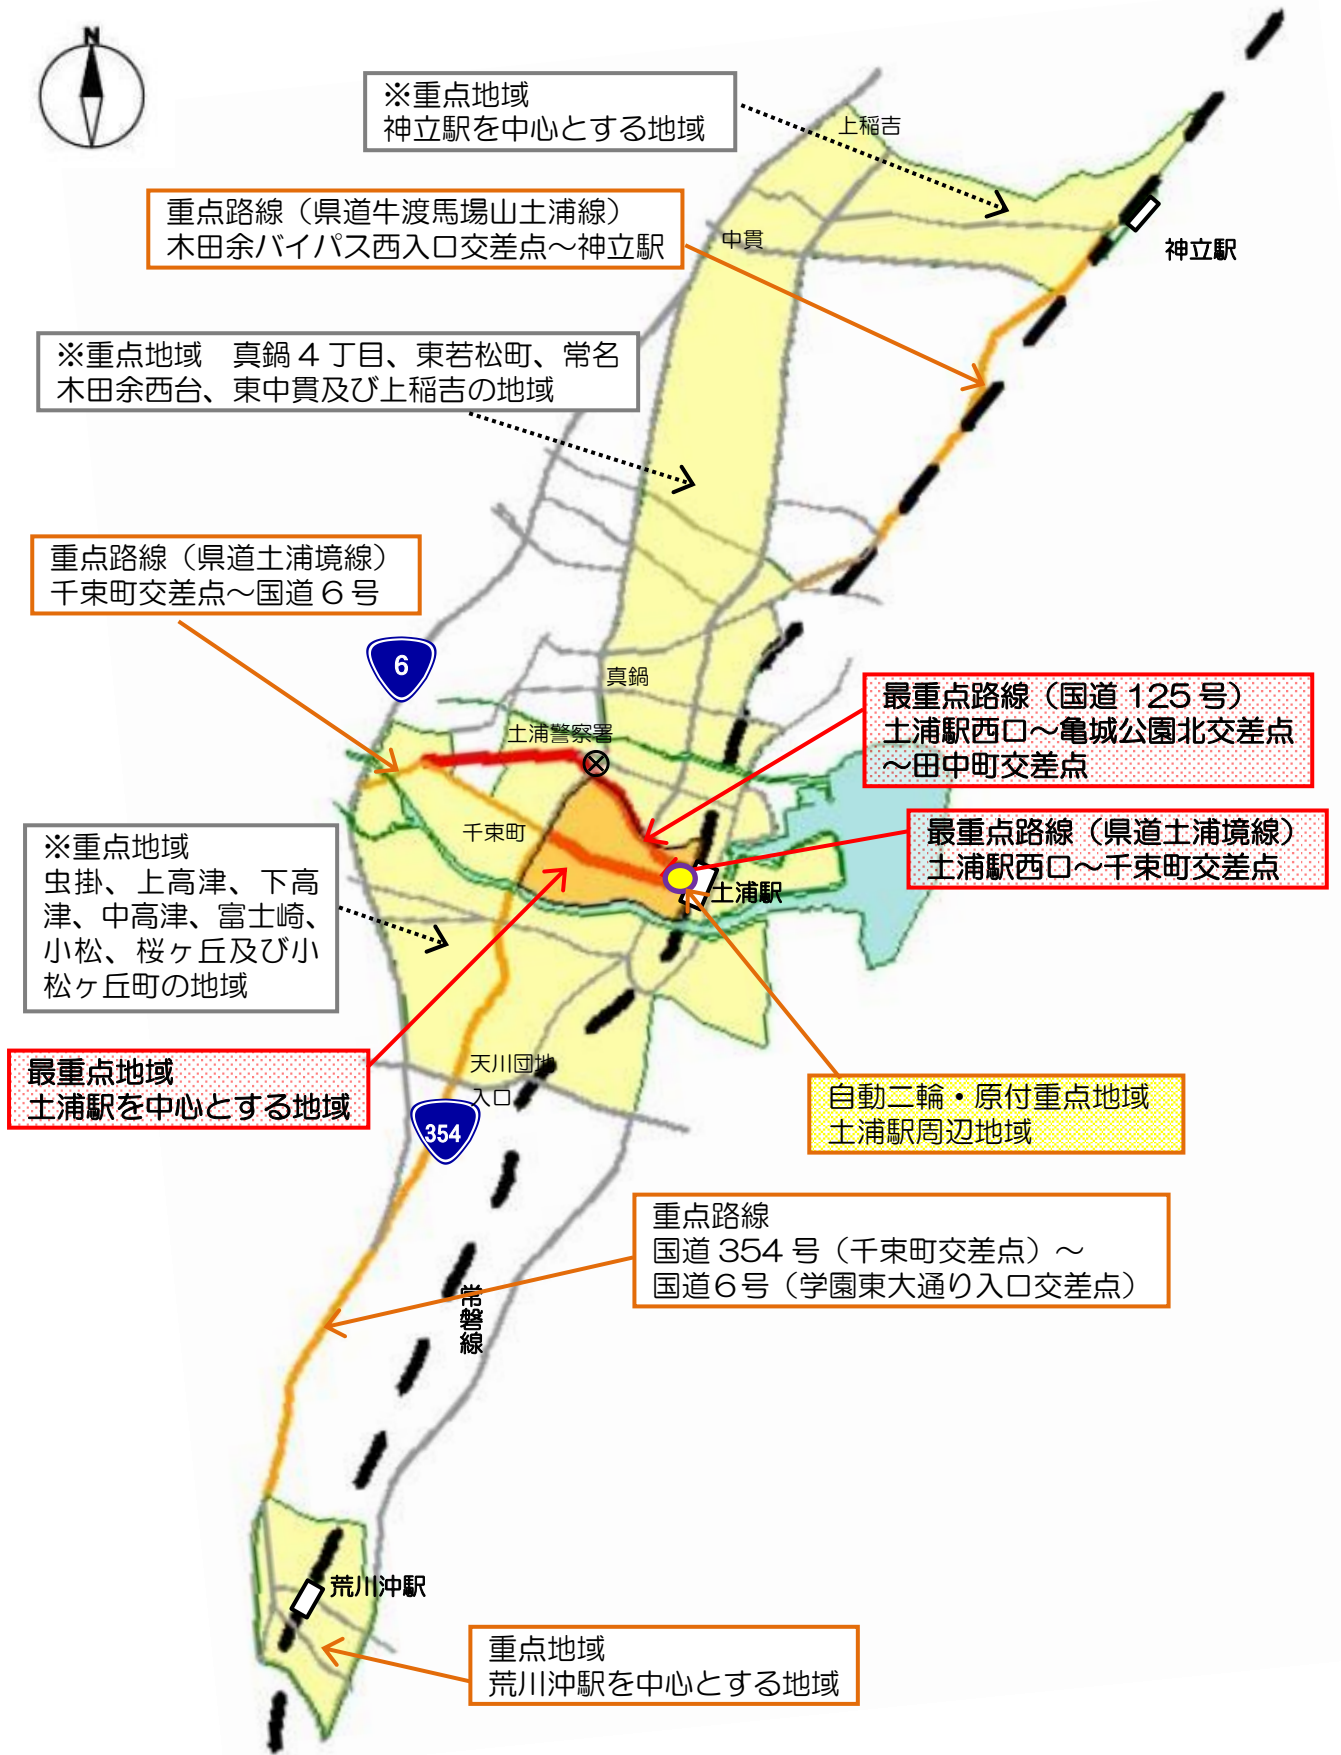 N
※重点地域
神立駅を中心とする地域
上稲吉
重点路線（県道牛渡馬場山土浦線）
木田余バイパス西入口交差点～神立駅
中貫
神立駅
※重点地域　真鍋４丁目、東若松町、常名
木田余西台、東中貫及び上稲吉の地域
重点路線（県道土浦境線）
千束町交差点～国道６号
6
真鍋
土浦警察署
最重点路線（国道 125 号）
土浦駅西口～亀城公園北交差点
～田中町交差点
千束町
最重点路線（県道土浦境線）
土浦駅西口～千束町交差点
※重点地域
虫掛、上高津、下高
津、中高津、富士崎、
小松、桜ヶ丘及び小
松ヶ丘町の地域
土浦駅
最重点地域
土浦駅を中心とする地域
天川団地
入口
354
自動二輪・原付重点地域
土浦駅周辺地域
重点路線
国道 354 号（千束町交差点）～
国道６号（学園東大通り入口交差点）
常磐線
荒川沖駅
重点地域
荒川沖駅を中心とする地域